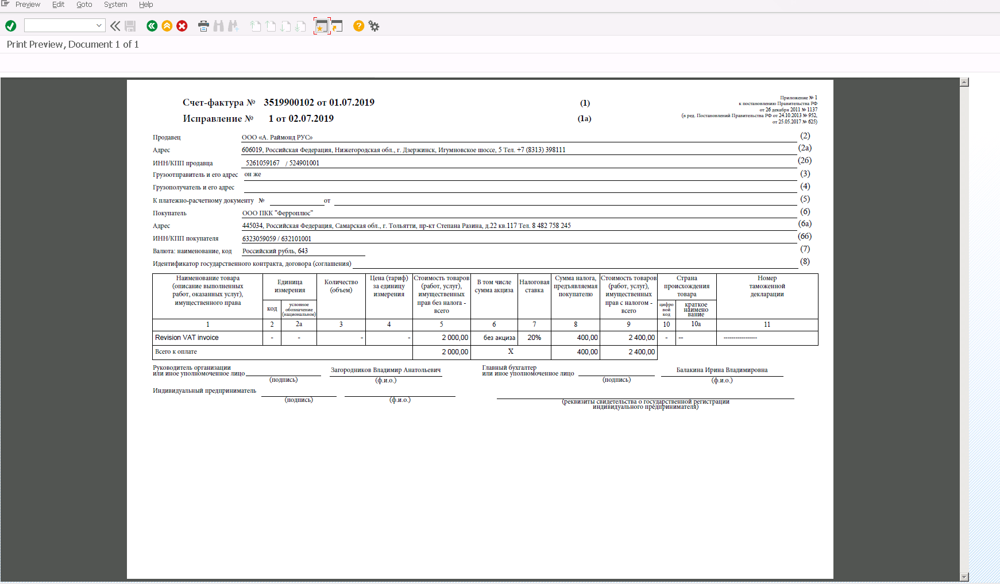 Preview Edit Goto System Help
Print Preview, Document 1 of 1
Счет-фактура № 3519900102 от 01.07.2019 (1)
Исправление № 1 от 02.07.2019 (1а)
Приложение № 1
к постановлению Правительства РФ
от 26 декабря 2011 № 1137
(в ред. Постановлений Правительства РФ от 24.10.2013 № 952,
от 25.05.2017 № 625)
Продавец ООО «А. Раймонд РУС» (2)
Адрес 606019, Российская Федерация, Нижегородская обл., г. Дзержинск, Игумновское шоссе, 5 Тел. +7 (8313) 398111 (2а)
ИНН/КПП продавца 5261059167 / 524901001 (2б)
Грузоотправитель и его адрес он же (3)
Грузополучатель и его адрес (4)
К платежно-расчетному документу № от (5)
Покупатель ООО ПКК "Ферроплюс" (6)
Адрес 445034, Российская Федерация, Самарская обл., г. Тольятти, пр-кт Степана Разина, д.22 кв.117 Тел. 8 482 758 245 (6а)
ИНН/КПП покупателя 6323059059 / 632101001 (6б)
Валюта: наименование, код Российский рубль, 643 (7)
Идентификатор государственного контракта, договора (соглашения) (8)
Наименование товара
(описание выполненных
работ, оказанных услуг),
имущественного права
Единица
измерения
код
условное
обозначение
(национальное)
Количество
(объем)
Цена (тариф)
за единицу
измерения
Стоимость товаров
(работ, услуг),
имущественных
прав без налога -
всего
В том числе
сумма акциза
Налоговая
ставка
Сумма налога,
предъявляемая
покупателю
Стоимость товаров
(работ, услуг),
имущественных
прав с налогом -
всего
Страна
происхождения
товара
цифро
вой
код
краткое
наимено
вание
Номер
таможенной
декларации
1 2 2а 3 4 5 6 7 8 9 10 10а 11
Revision VAT invoice - - - - 2 000,00 без акциза 20% 400,00 2 400,00 - -- -----------------
Всего к оплате 2 000,00 X 400,00 2 400,00
Руководитель организации
или иное уполномоченное лицо Загородников Владимир Анатольевич
(подпись) (ф.и.о.)
Главный бухгалтер
или иное уполномоченное лицо Балакина Ирина Владимировна
(подпись) (ф.и.о.)
Индивидуальный предприниматель
(подпись) (ф.и.о.)
(реквизиты свидетельства о государственной регистрации
индивидуального предпринимателя)